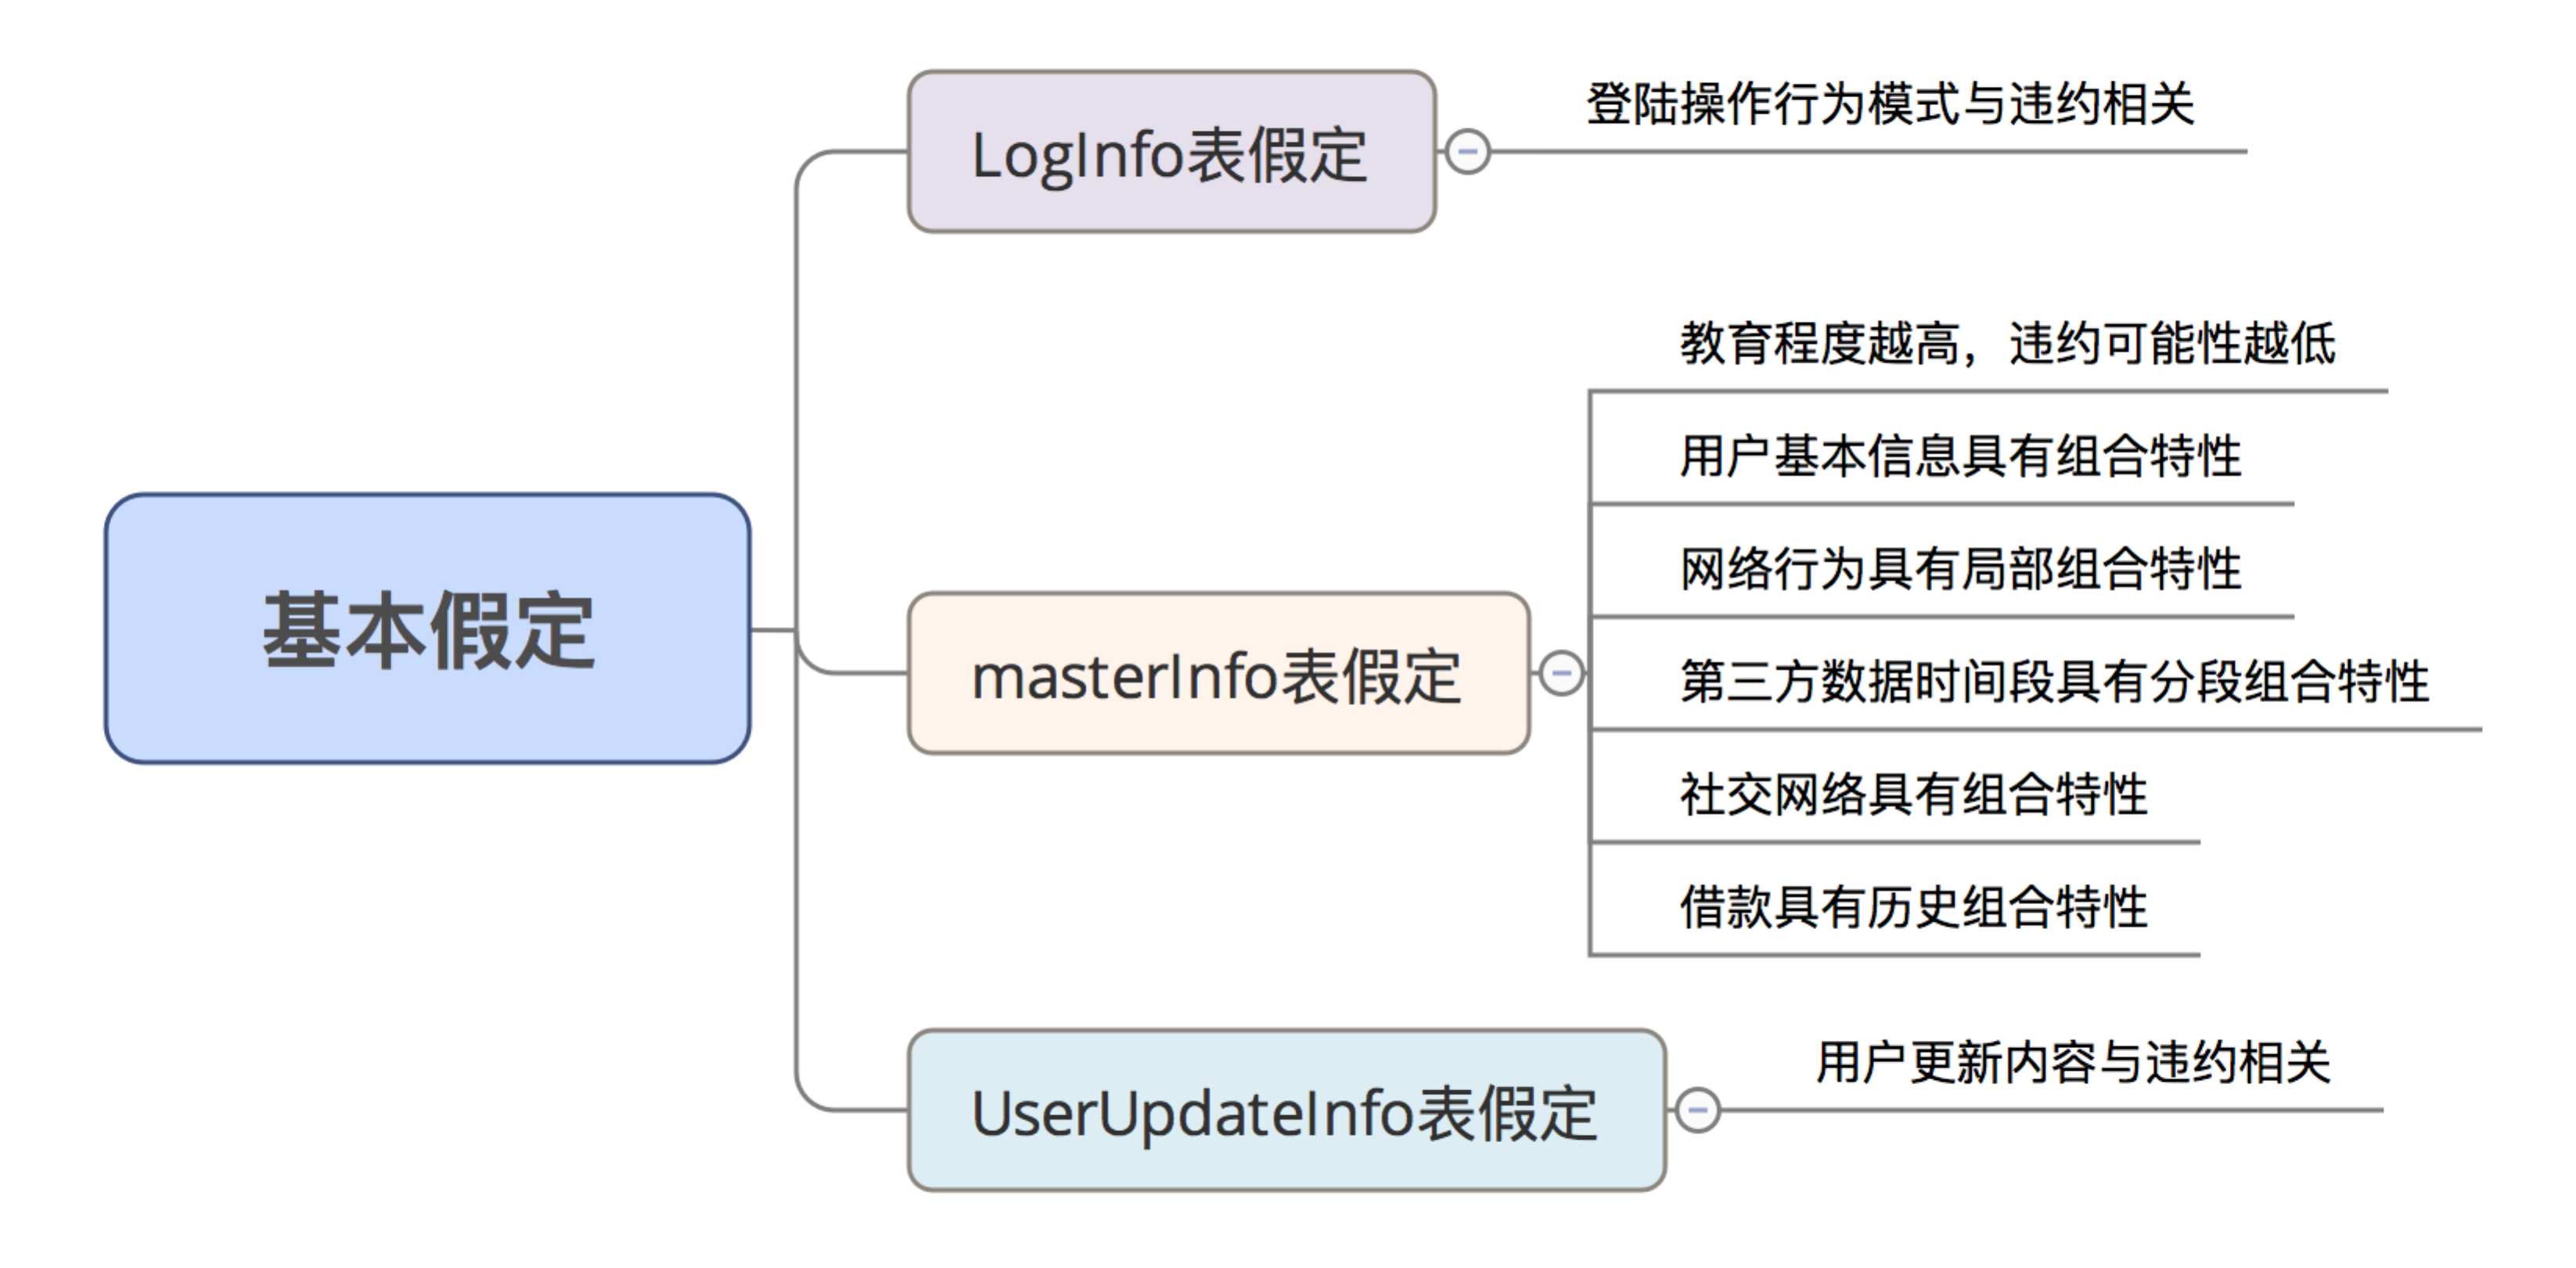 基本假定
LogInfo表假定
登陆操作行为模式与违约相关
masterInfo表假定
教育程度越高，违约可能性越低
用户基本信息具有组合特性
网络行为具有局部组合特性
第三方数据时间段具有分段组合特性
社交网络具有组合特性
借款具有历史组合特性
UserUpdateInfo表假定
用户更新内容与违约相关